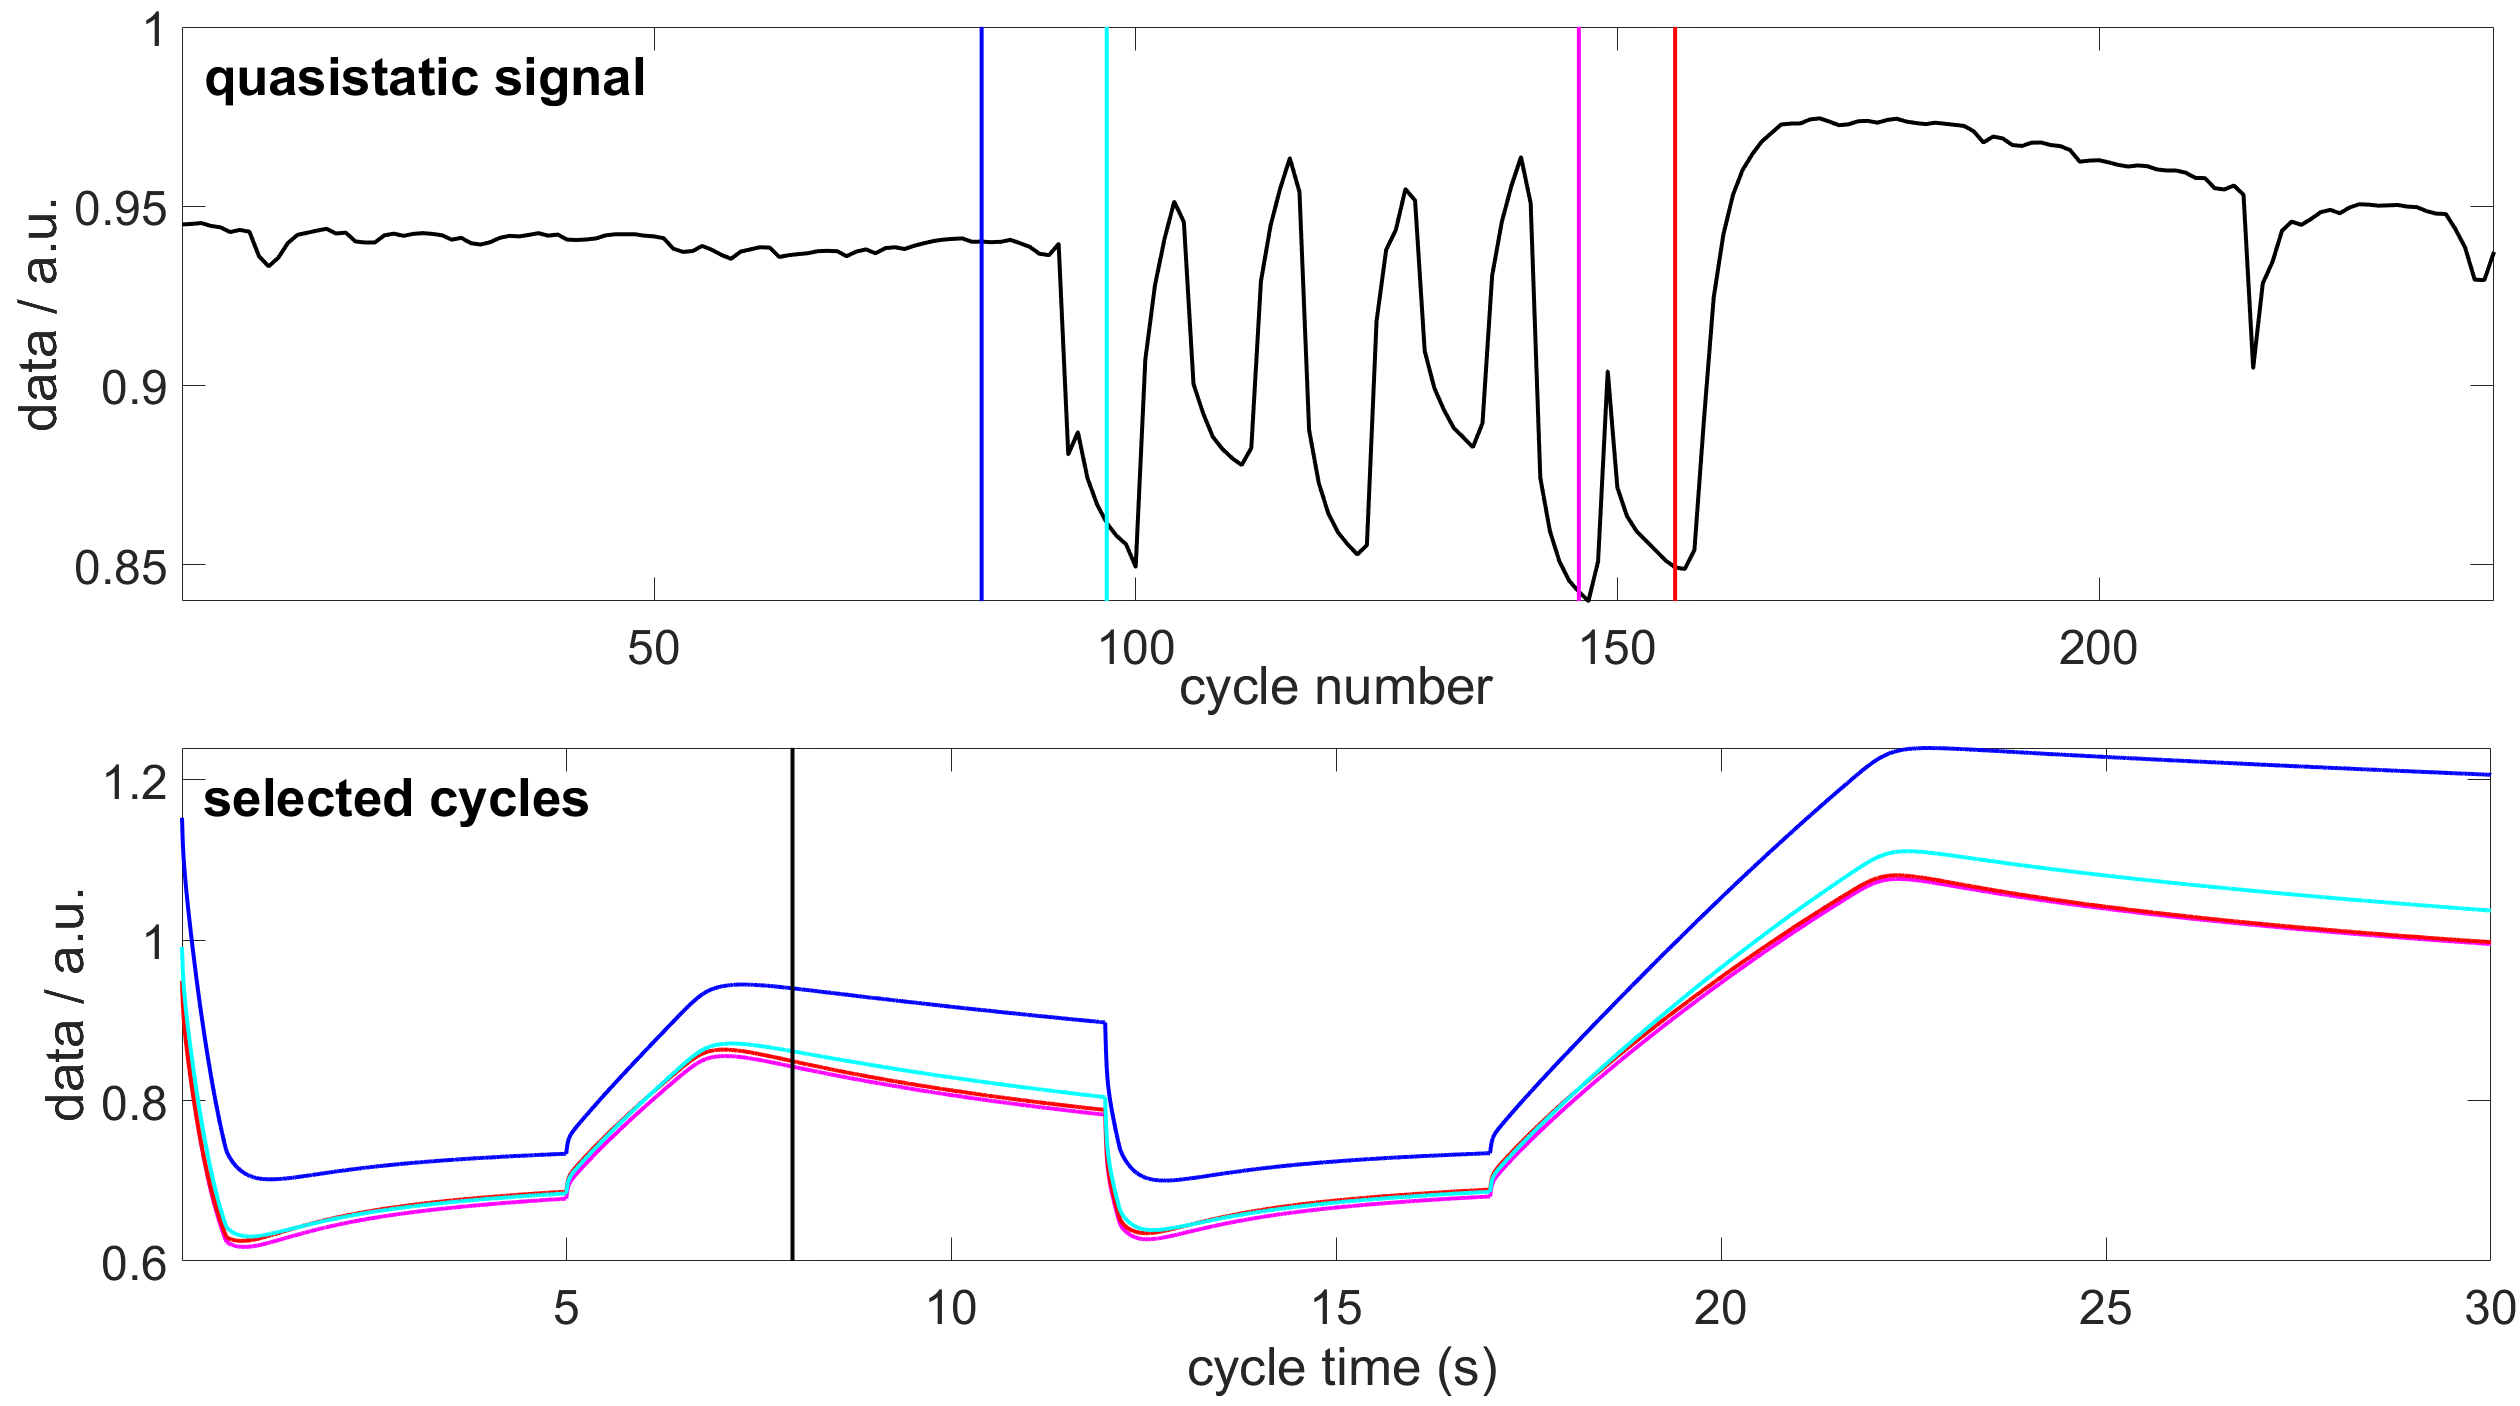 1
quasistatic signal
0.95
0.9
0.85
data / a.u.
50 100 150 200
cycle number
1.2
selected cycles
1
0.8
0.6
data / a.u.
5 10 15 20 25 30
cycle time (s)